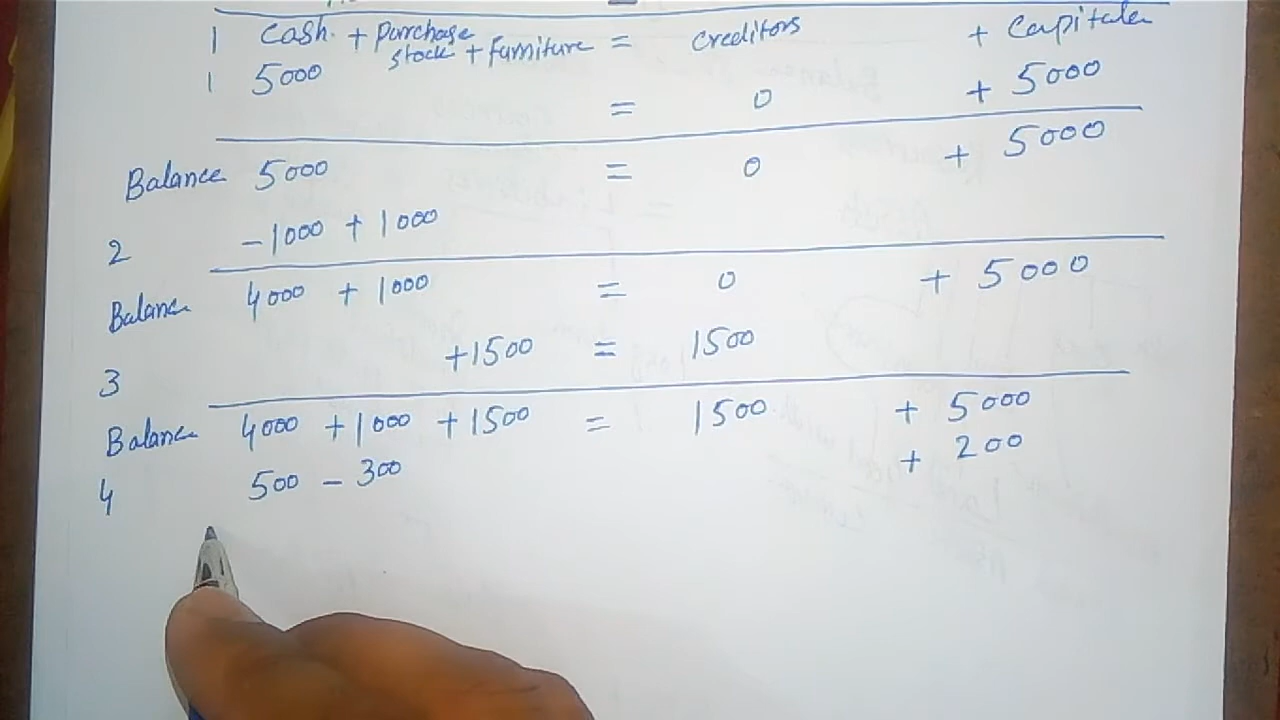 1 Cash + Purchase stock + Furniture = Creditors + Capital
1 5000 = 0 + 5000
Balance 5000 = 0 + 5000
2 -1000 + 1000
Balance 4000 + 1000 = 0 + 5000
3 +1500 = 1500
Balance 4000 + 1000 + 1500 = 1500 + 5000
4 500 - 300 + 200